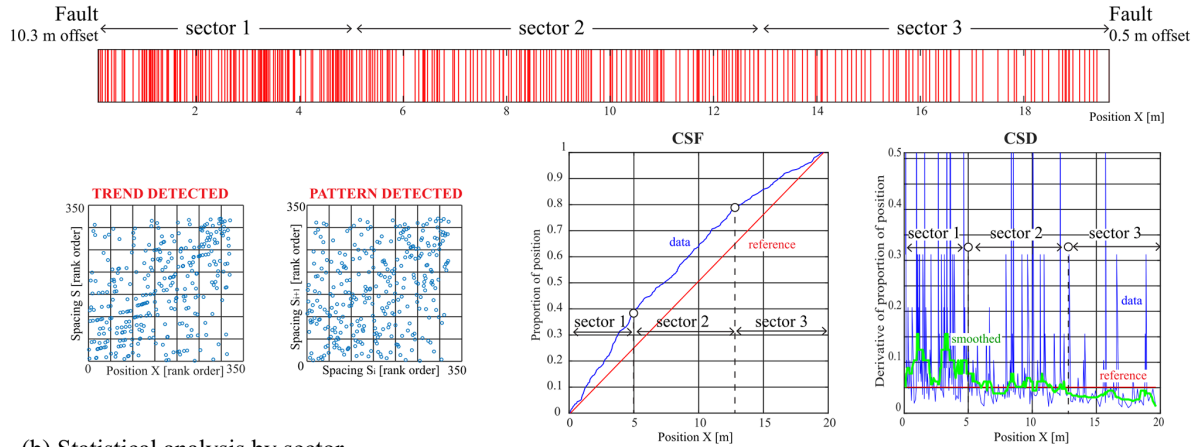 Fault
10.3 m offset
sector 1
sector 2
sector 3
Fault
0.5 m offset
2
4
6
8
10
12
14
16
18
Position X [m]
TREND DETECTED
350
Spacing S [rank order]
0
Position X [rank order]
350
PATTERN DETECTED
350
Spacing Si+1 [rank order]
0
Spacing Si [rank order]
350
CSF
1
0.9
0.8
0.7
0.6
0.5
0.4
0.3
0.2
0.1
0
Proportion of position
data
reference
sector 1
sector 2
sector 3
0
5
10
15
20
Position X [m]
CSD
0.5
0.4
0.3
0.2
0.1
0
Derivative of proportion of position
sector 1
sector 2
sector 3
data
smoothed
reference
0
5
10
15
20
Position X [m]
(b) Statistical analysis by sector